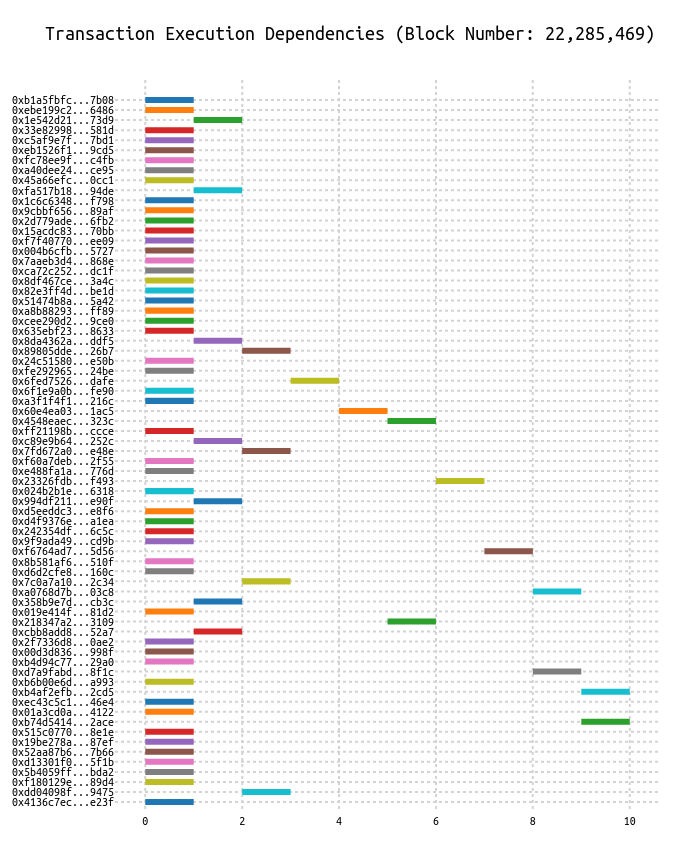 Transaction Execution Dependencies (Block Number: 22,285,469)
0xb1a5fbfc...7b08
0xebe199c2...6486
0x1e542d21...73d9
0x33e82998...581d
0xc5af9e7f...7bd1
0xeb1526f1...9cd5
0xfc78ee9f...c4fb
0xa40dee24...ce95
0x45a66efc...0cc1
0xfa517b18...94de
0x1c6c6348...f798
0x9cbbf656...89af
0x2d779ade...6fb2
0x15acdc83...70bb
0xf7f40770...ee09
0x004b6cfb...5727
0x7aaeb3d4...868e
0xca72c252...dc1f
0x8df467ce...3a4c
0x82e3ff4d...be1d
0x51474b8a...5a42
0xa8b88293...ff89
0xcee290d2...9ce0
0x635ebf23...8633
0x8da4362a...ddf5
0x89805dde...26b7
0x24c51580...e50b
0xfe292965...24be
0x6fed7526...dafe
0x6f1e9a0b...fe90
0xa3f1f4f1...216c
0x60e4ea03...1ac5
0x4548eaec...323c
0xff21198b...ccce
0xc89e9b64...252c
0x7fd672a0...e48e
0xf60a7deb...2f55
0xe488fa1a...776d
0x23326fdb...f493
0x024b2b1e...6318
0x994df211...e90f
0xd5eeddc3...e8f6
0xd4f9376e...a1ea
0x242354df...6c5c
0x9f9ada49...cd9b
0xf6764ad7...5d56
0x8b581af6...510f
0xd6d2cfe8...160c
0x7c0a7a10...2c34
0xa0768d7b...03c8
0x358b9e7d...cb3c
0x019e414f...81d2
0x218347a2...3109
0xcbb8add8...52a7
0x2f7336d8...0ae2
0x00d3d836...998f
0xb4d94c77...29a0
0xd7a9fabd...8f1c
0xb6b00e6d...a993
0xb4af2efb...2cd5
0xec43c5c1...46e4
0x01a3cd0a...4122
0xb74d5414...2ace
0x515c0770...8e1e
0x19be278a...87ef
0x52aa87b6...7b66
0xd13301f0...5f1b
0x5b4059ff...bda2
0xf180129e...89d4
0xdd04098f...9475
0x4136c7ec...e23f
0 2 4 6 8 10